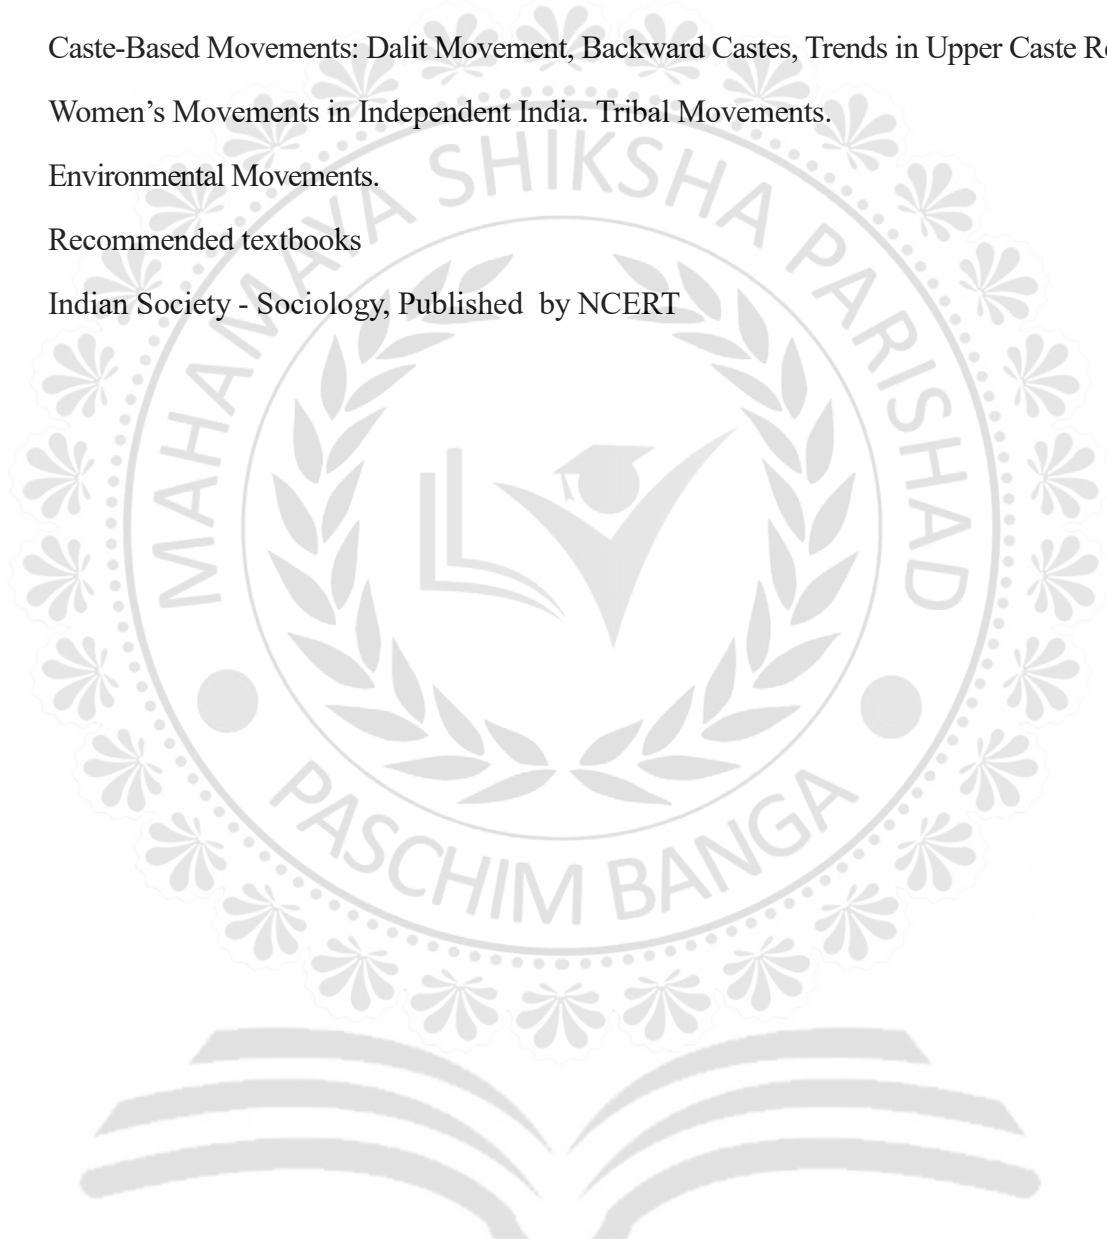 Caste-Based Movements: Dalit Movement, Backward Castes, Trends in Upper Caste
Women’s Movements in Independent India. Tribal Movements.
Environmental Movements.
Recommended textbooks
Indian Society - Sociology, Published by NCERT
MAHAMAYA SHIKSHA PARISHAD
PASCHIM BANGA